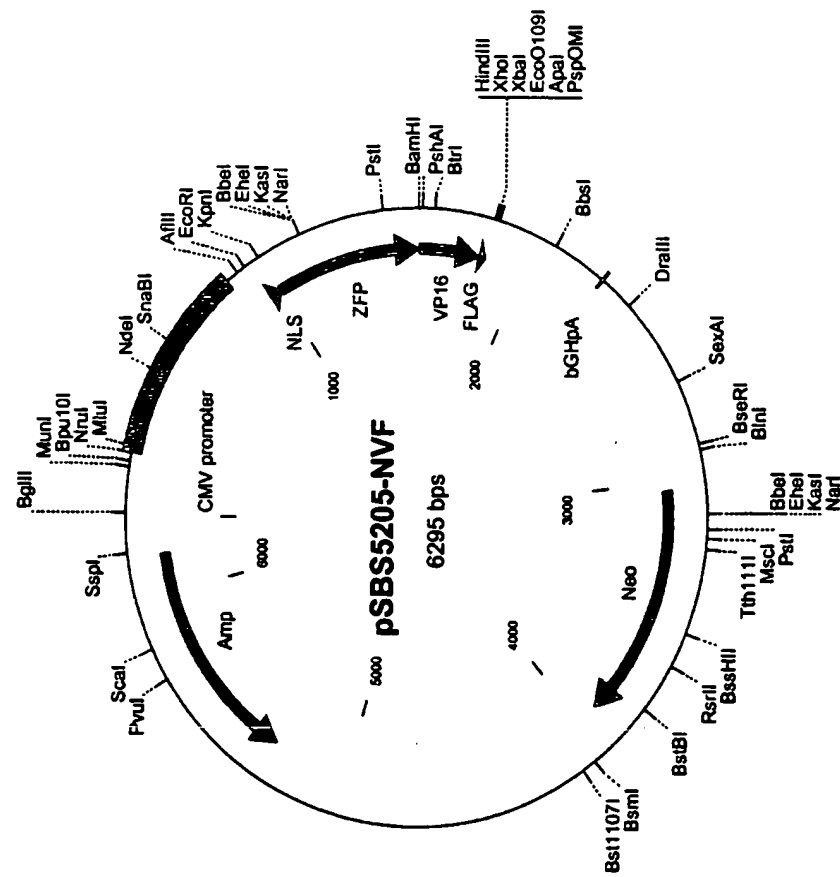 pSBS5205-NVF
6295 bps
BglII
MunI
Bpu10I
NruI
MluI
NdeI
SnaBI
AflII
EcoRI
KpnI
BbeI
EheI
KasI
NarI
PstI
BamHI
PshAI
BtrI
HindIII
XhoI
XbaI
EcoO109I
ApaI
PspOMI
BbsI
DraIII
SexAI
BseRI
BlnI
BbeI
EheI
KasI
NarI
PstI
MscI
Tth111I
BssHII
RsrII
BstBI
BsmI
Bst1107I
PvuI
ScaI
SspI
CMV promoter
NLS
ZFP
VP16
FLAG
bGHpA
Neo
Amp
1000
2000
3000
4000
5000
6000